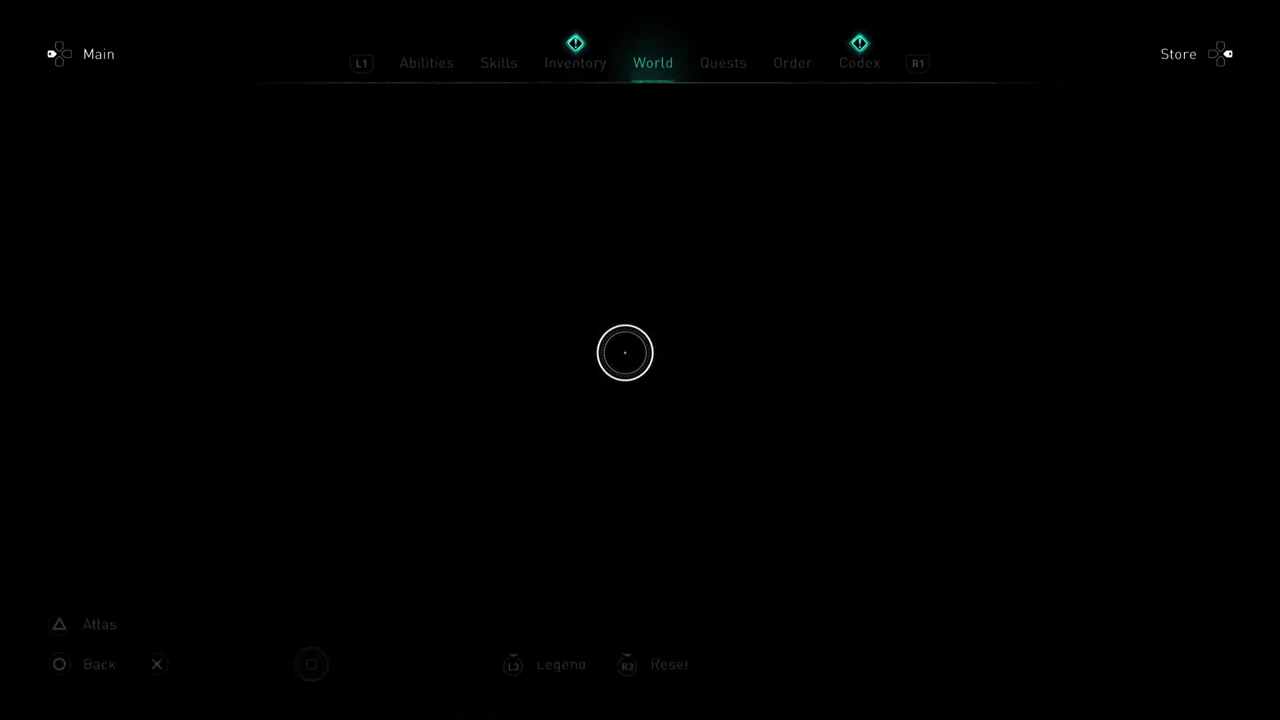 Main
L1 Abilities Skills Inventory World Quests Order Codex R1
Store
Atlas
Back
L3 Legend R3 Reset